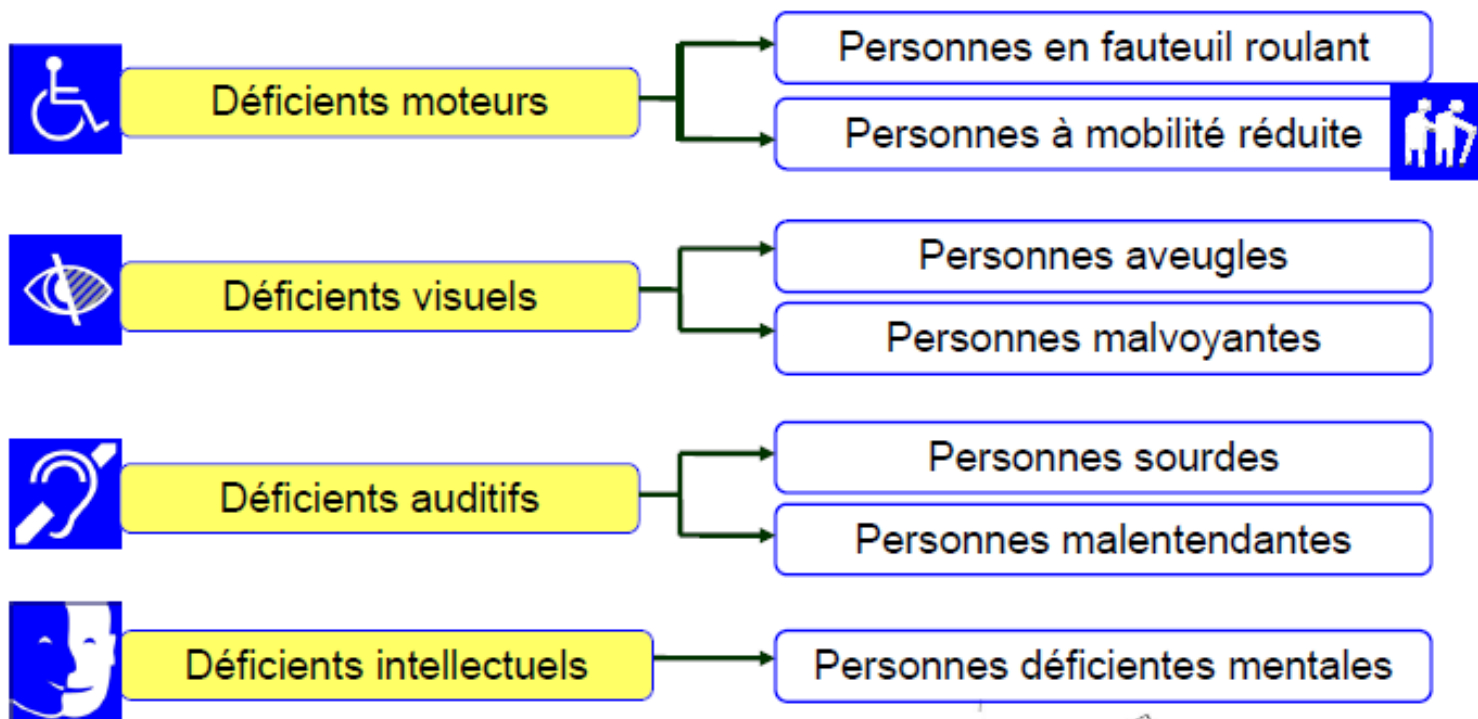 Déficients moteurs
Personnes en fauteuil roulant
Personnes à mobilité réduite
Déficients visuels
Personnes aveugles
Personnes malvoyantes
Déficients auditifs
Personnes sourdes
Personnes malentendantes
Déficients intellectuels
Personnes déficientes mentales